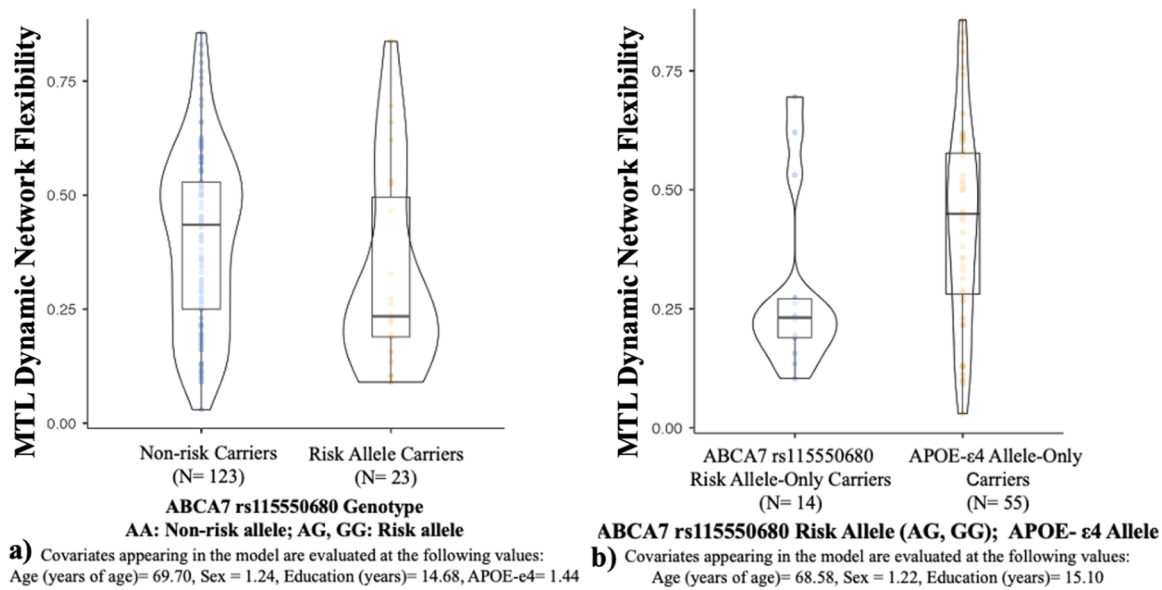 MTL Dynamic Network Flexibility
0.75
0.50
0.25
0.00
Non-risk Carriers
(N= 123)
Risk Allele Carriers
(N= 23)
ABCA7 rs115550680 Genotype
AA: Non-risk allele; AG, GG: Risk allele
a) Covariates appearing in the model are evaluated at the following values:
Age (years of age)= 69.70, Sex = 1.24, Education (years)= 14.68, APOE-e4= 1.44
MTL Dynamic Network Flexibility
0.75
0.50
0.25
0.00
ABCA7 rs115550680
Risk Allele-Only Carriers
(N= 14)
APOE-ε4 Allele-Only
Carriers
(N= 55)
ABCA7 rs115550680 Risk Allele (AG, GG); APOE- ε4 Allele
b) Covariates appearing in the model are evaluated at the following values:
Age (years of age)= 68.58, Sex = 1.22, Education (years)= 15.10